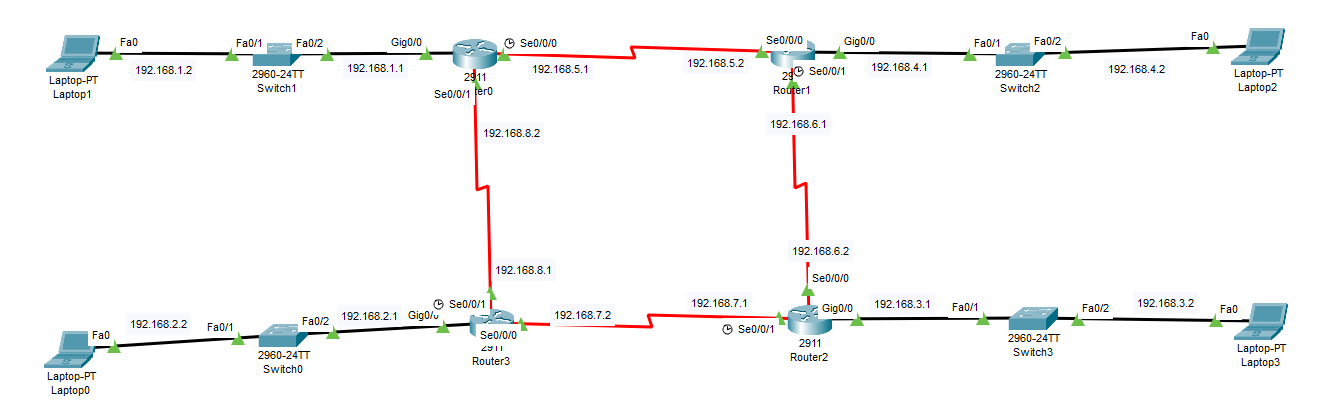 Fa0
Fa0/1
Fa0/2
Gig0/0
Se0/0/0
Se0/0/0
Gig0/0
Fa0/1
Fa0/2
Fa0
192.168.1.2
192.168.1.1
192.168.5.1
192.168.5.2
Se0/0/1
192.168.4.1
192.168.4.2
Laptop-PT
Laptop1
2960-24TT
Switch1
2911
Se0/0/1
Router1
2960-24TT
Switch2
Laptop-PT
Laptop2
192.168.8.2
192.168.6.1
192.168.8.1
192.168.6.2
Se0/0/0
Se0/0/1
192.168.7.1
Gig0/0
192.168.3.1
Fa0/1
Fa0/2
192.168.3.2
Fa0
Fa0
192.168.2.2
Fa0/1
Fa0/2
192.168.2.1
Gig0/0
Se0/0/0
192.168.7.2
Se0/0/1
Laptop-PT
Laptop0
2960-24TT
Switch0
2911
Router3
2911
Router2
2960-24TT
Switch3
Laptop-PT
Laptop3